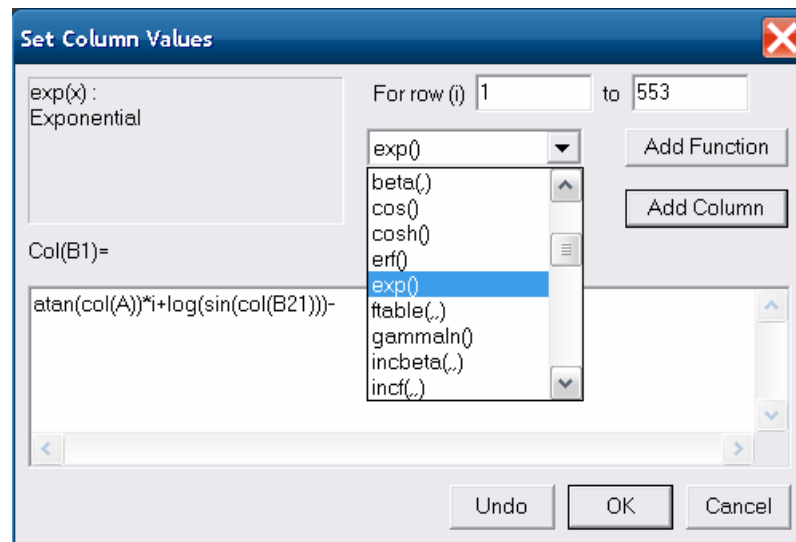 Set Column Values
exp(x) :
Exponential
For row (i) 1 to 553
exp()
Add Function
beta(,)
cos()
cosh()
erf()
exp()
ftable(,,)
gammaln()
incbeta(,,)
incf(,,)
Add Column
Col(B1)=
atan(col(A))*i+log(sin(col(B21)))-
Undo
OK
Cancel